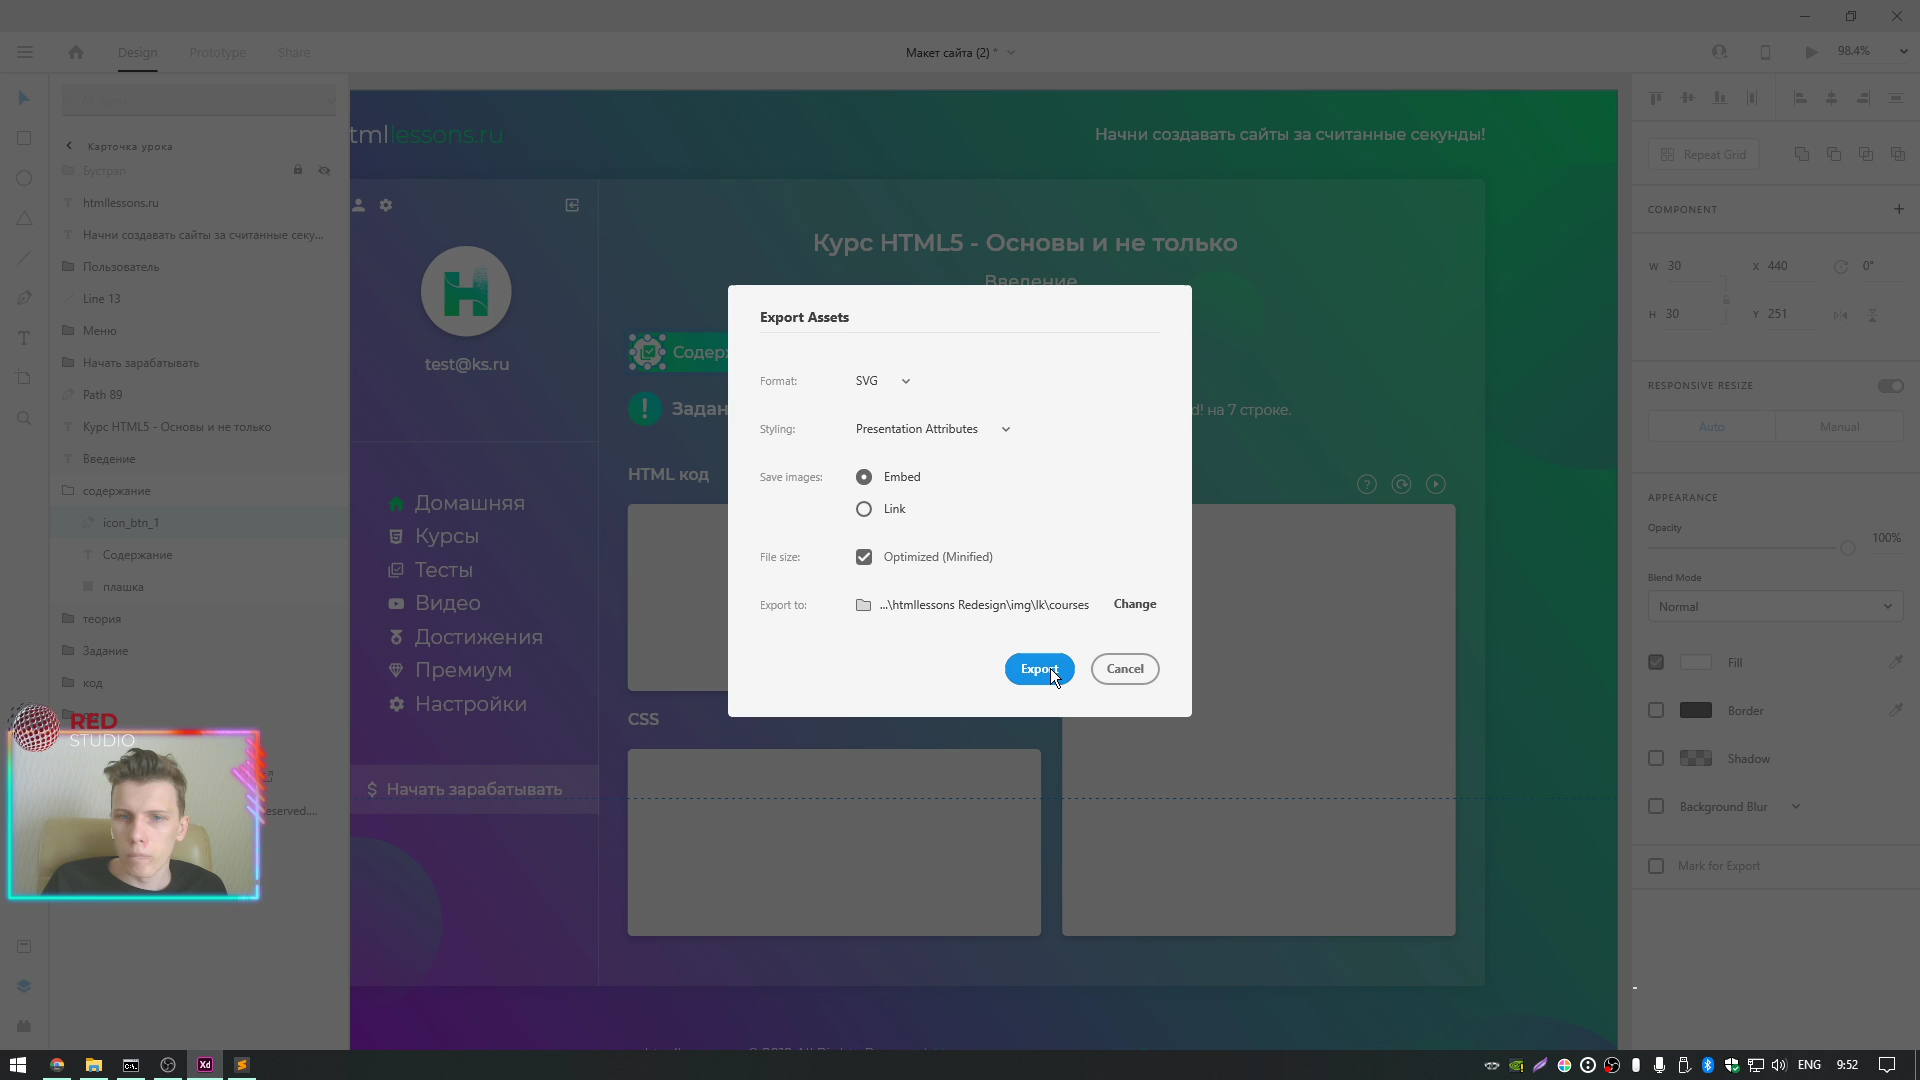 Design
Prototype
Share
Макет сайта (2) *
98.4%
Карточка урока
Бустрап
htmllessons.ru
Начни создавать сайты за считанные секу...
Пользователь
Line 13
Меню
Начать зарабатывать
Path 89
Курс HTML5 - Основы и не только
Введение
содержание
icon_btn_1
Содержание
плашка
теория
Задание
код
RED
STUDIO
eserved....
tmllessons.ru
Начни создавать сайты за считанные секунды!
test@ks.ru
Домашняя
Курсы
Тесты
Видео
Достижения
Премиум
Настройки
$ Начать зарабатывать
Курс HTML5 - Основы и не только
Введение
Содерж
! Задан
d! на 7 строке.
HTML код
?
CSS
Export Assets
Format: SVG
Styling: Presentation Attributes
Save images: Embed
Link
File size: Optimized (Minified)
Export to: ...\htmllessons Redesign\img\lk\courses Change
Export Cancel
Repeat Grid
COMPONENT +
W 30 X 440 0°
H 30 Y 251
RESPONSIVE RESIZE
Auto Manual
APPEARANCE
Opacity
100%
Blend Mode
Normal
Fill
Border
Shadow
Background Blur
Mark for Export
Xd
ENG
9:52